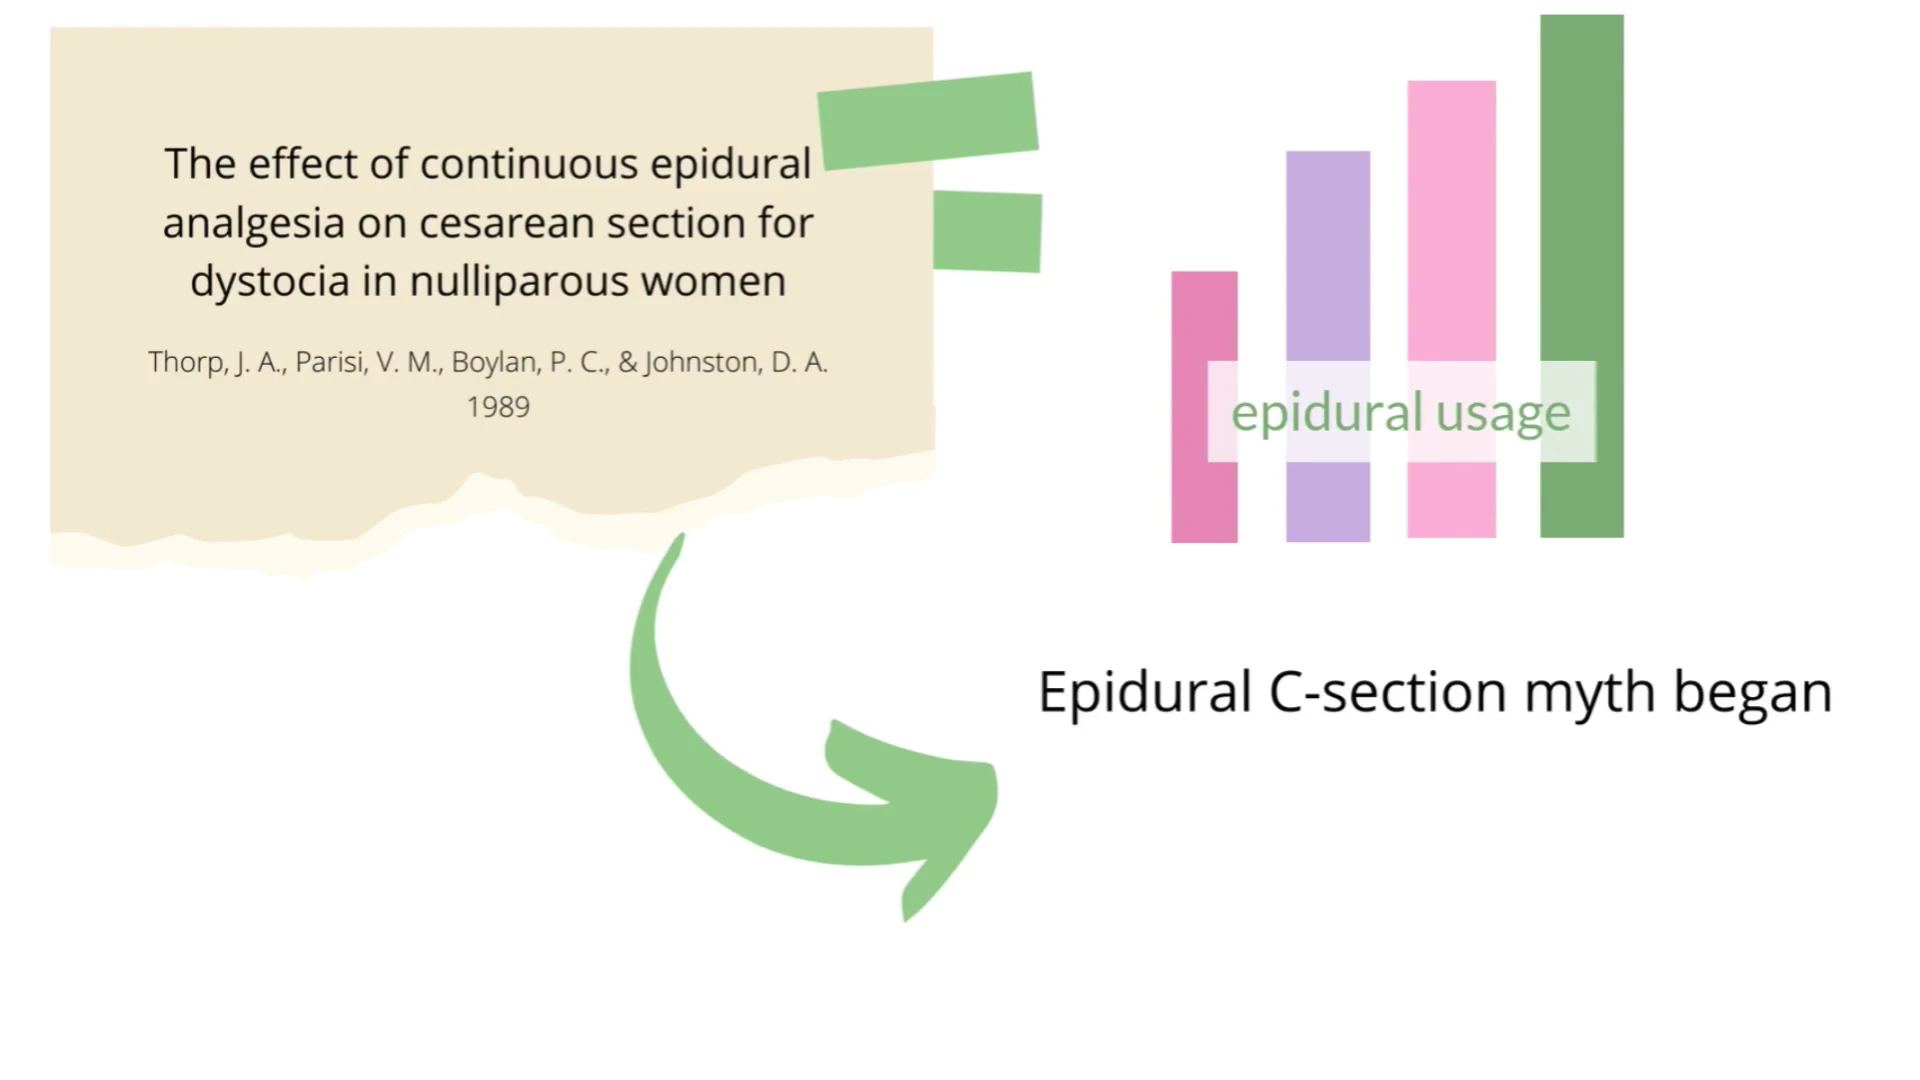 The effect of continuous epidural
analgesia on cesarean section for
dystocia in nulliparous women
Thorp, J. A., Parisi, V. M., Boylan, P. C., & Johnston, D. A.
1989
epidural usage
Epidural C-section myth began